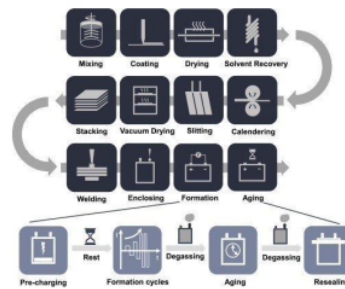 Mixing Coating Drying Solvent Recovery
Stacking Vacuum Drying Slitting Calendering
Welding Enclosing Formation Aging
Pre-charging Rest Formation cycles Degassing Aging Degassing Resealing